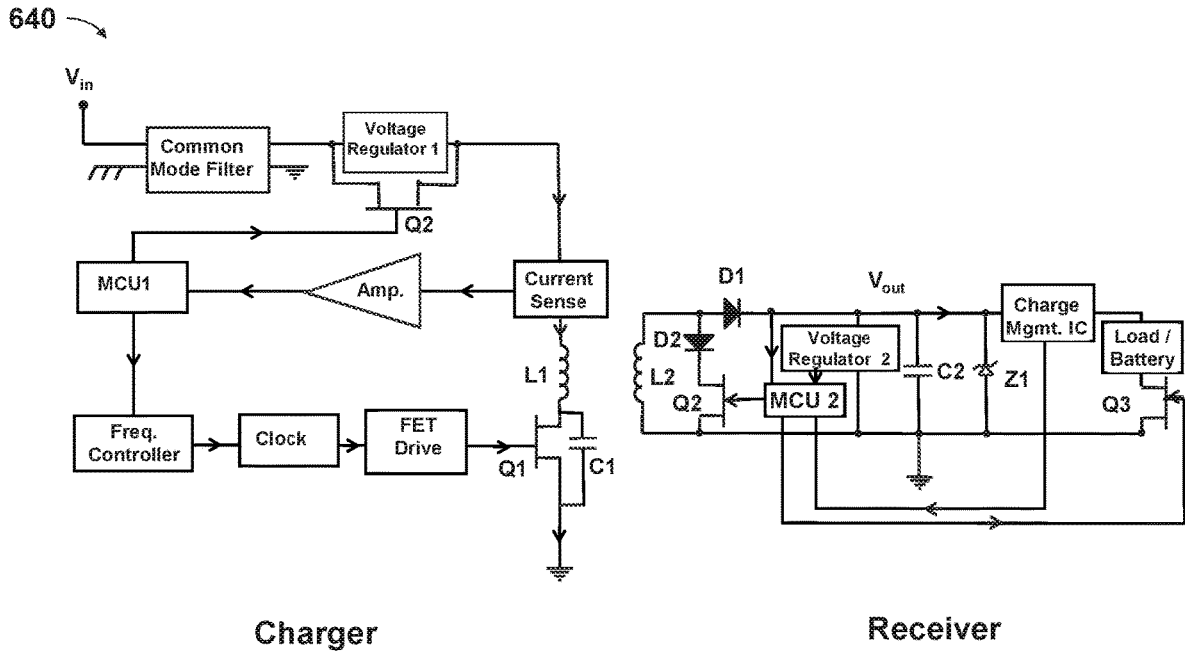 640
Vin
Common
Mode Filter
Voltage
Regulator 1
Q2
MCU1
Amp.
Current
Sense
L1
Freq.
Controller
Clock
FET
Drive
Q1
C1
Charger
D1
Vout
Charge
Mgmt. IC
D2
Voltage
Regulator 2
Load /
Battery
L2
Q2
MCU 2
C2
Z1
Q3
Receiver